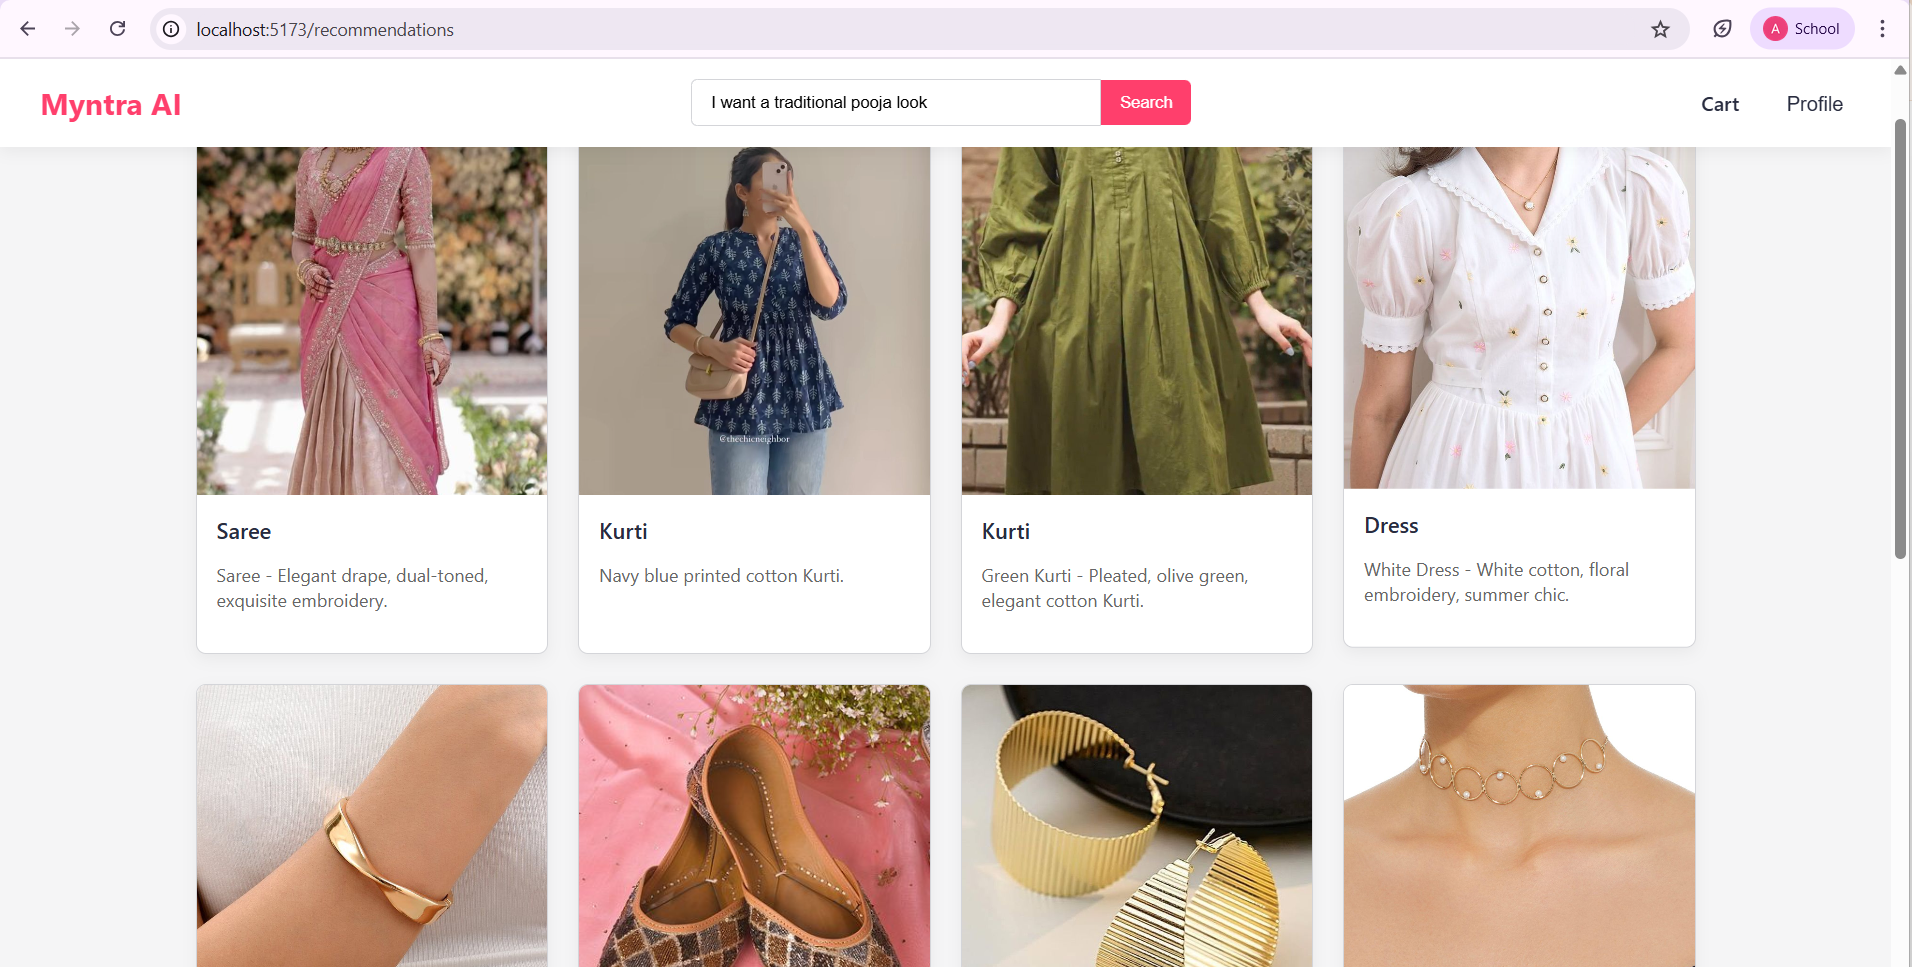 localhost:5173/recommendations
A School
Myntra AI
I want a traditional pooja look
Search
Cart
Profile
@thechicneighbor
Saree
Saree - Elegant drape, dual-toned,
exquisite embroidery.
Kurti
Navy blue printed cotton Kurti.
Kurti
Green Kurti - Pleated, olive green,
elegant cotton Kurti.
Dress
White Dress - White cotton, floral
embroidery, summer chic.